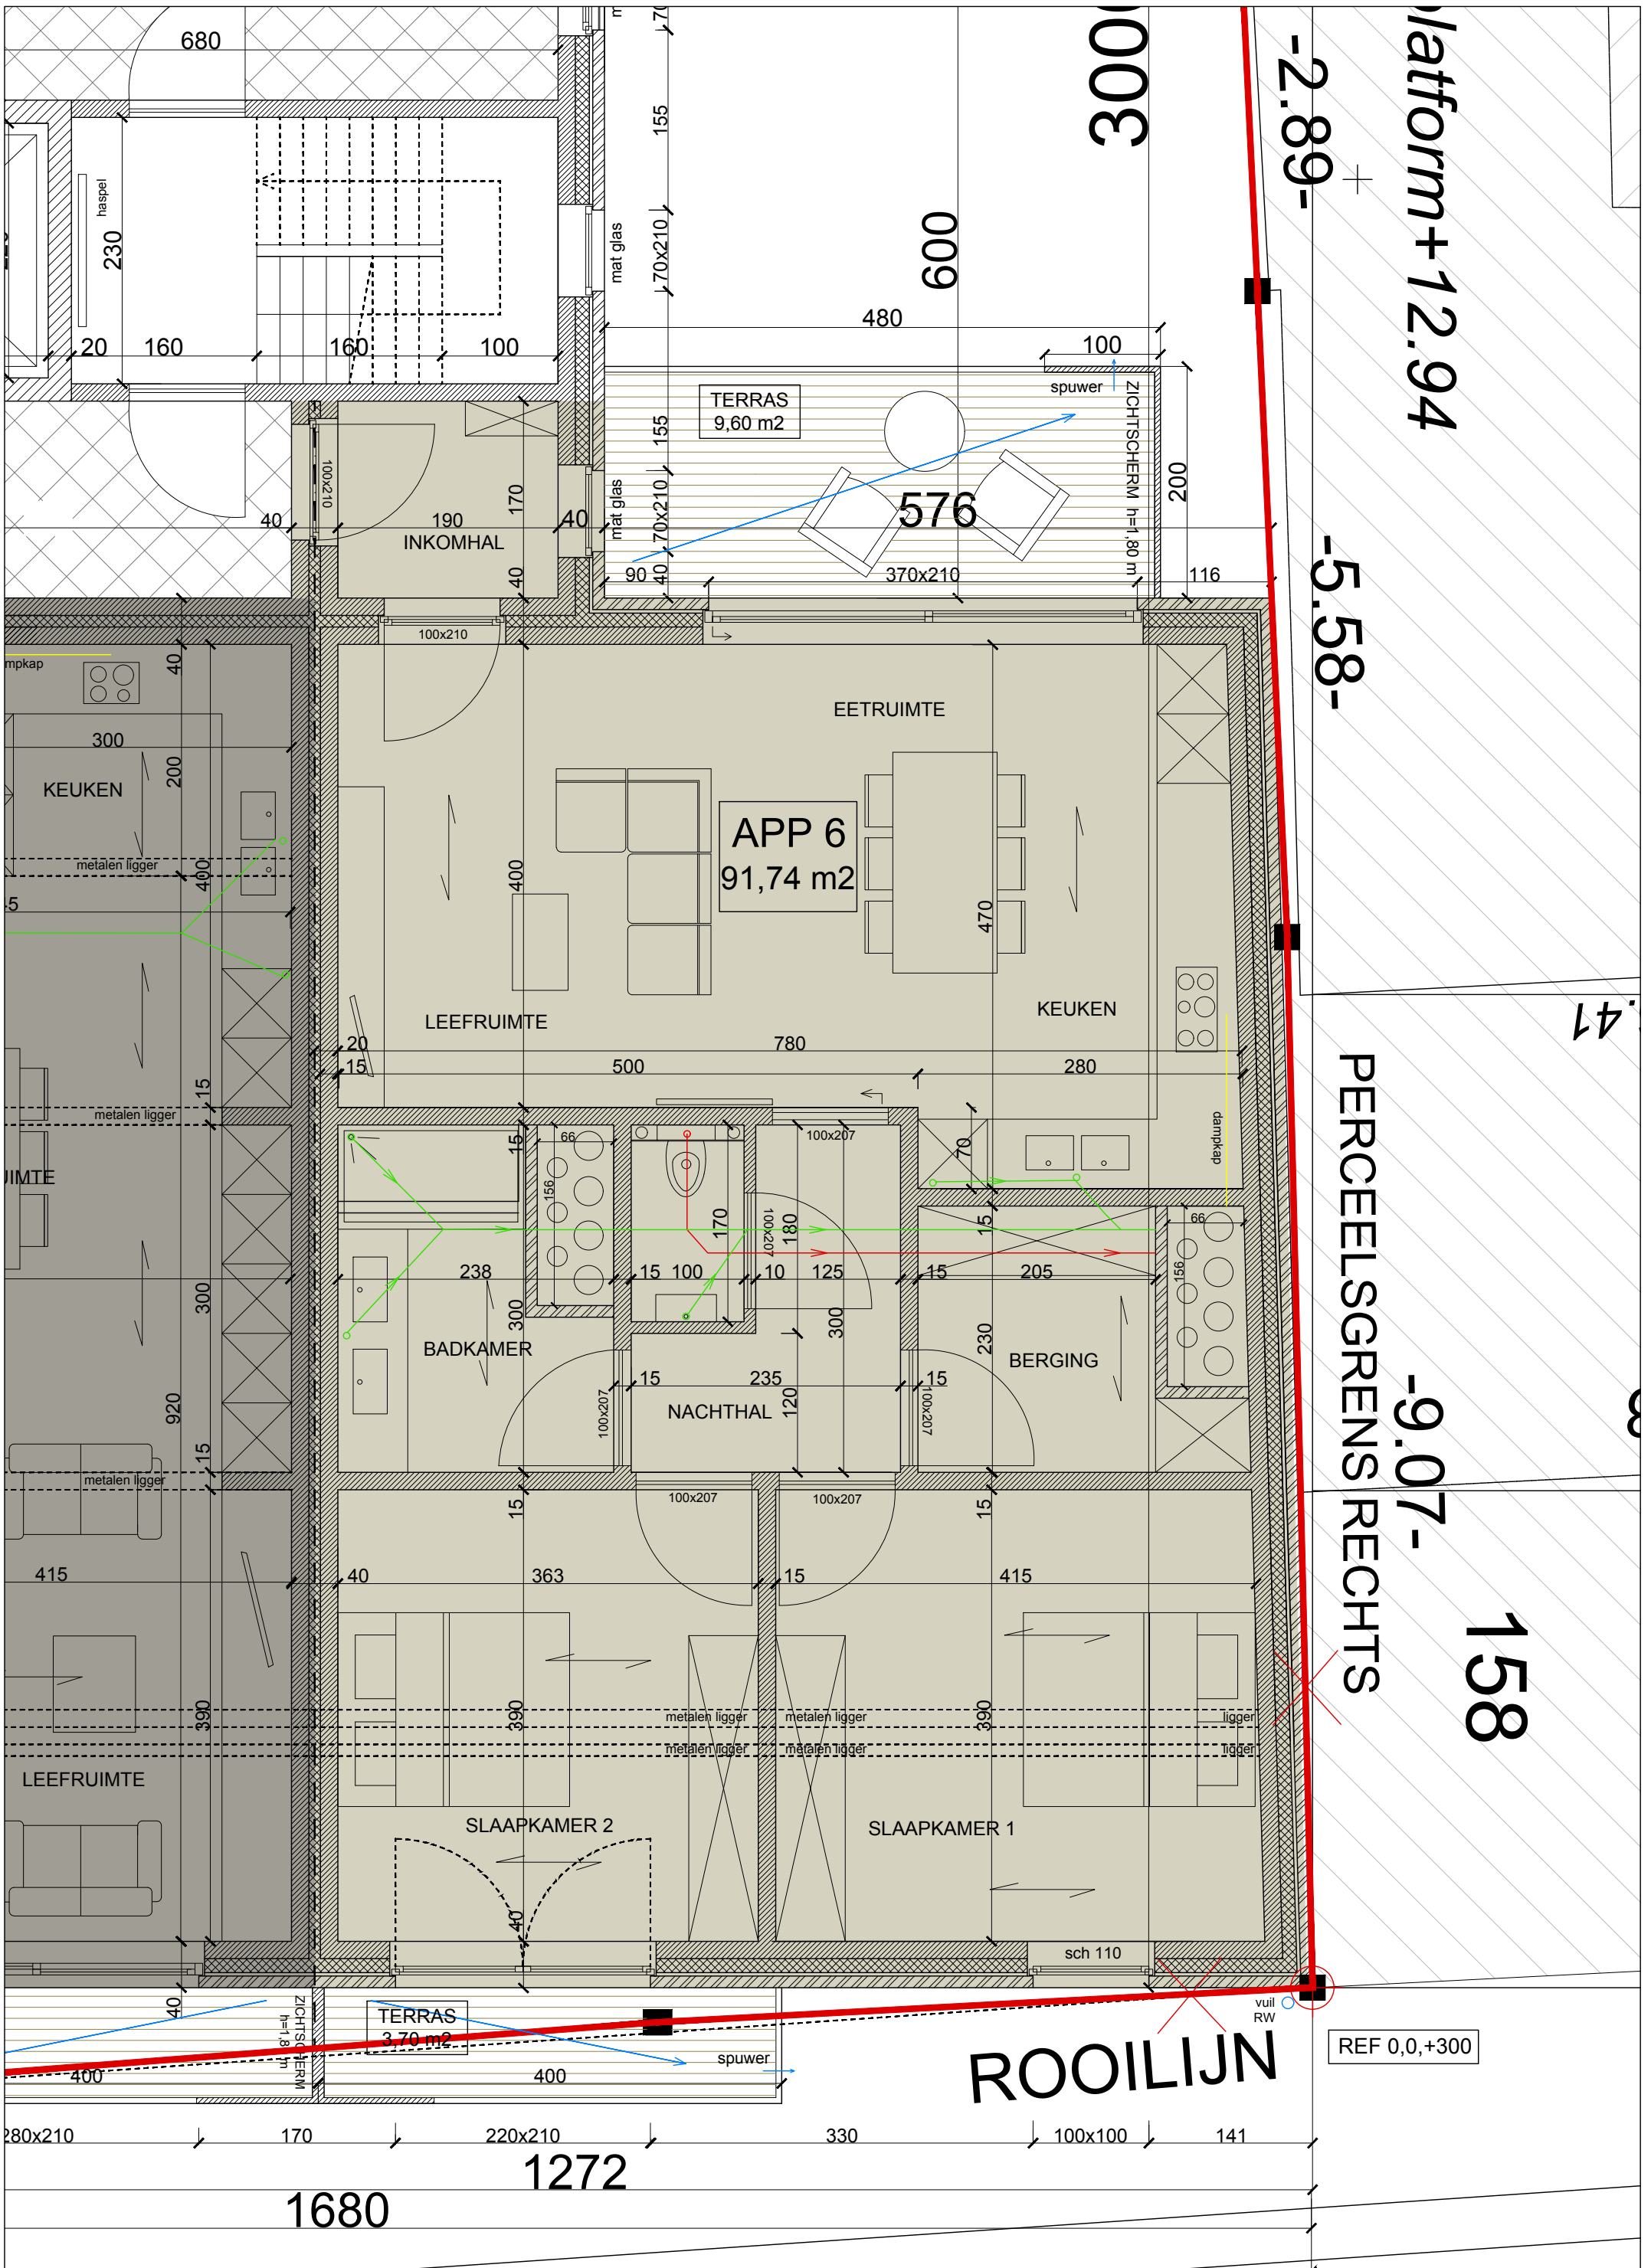 680
3000
-2.89-
platform+12.94
155
haspel
230
mat glas
70x210
600
480
20
160
160
100
100
TERRAS
9,60 m2
spuwer
ZICHTSCHERM h=1,80 m
155
200
100x210
170
40
190
40
mat glas
70x210
576
INKOMHAL
-5.58-
40
90
40
370x210
116
100x210
mpkap
40
EETRUIMTE
300
200
KEUKEN
APP 6
91,74 m2
metalen ligger
400
400
470
KEUKEN
LEEFRUIMTE
20
780
15
500
280
15
metalen ligger
PERCEELSGRENS RECHTS
15
66
100x207
70
dampkap
156
170
100x207
180
15
66
156
238
15
100
10
125
15
205
300
300
300
230
BADKAMER
BERGING
15
235
15
100x207
NACHTHAL
120
100x207
-9.07-
920
15
metalen ligger
15
100x207
100x207
15
415
40
363
15
415
158
390
390
390
metalen ligger
metalen ligger
ligger
metalen ligger
metalen ligger
ligger
LEEFRUIMTE
SLAAPKAMER 2
SLAAPKAMER 1
40
sch 110
40
ZICHTSCHERM
TERRAS
3,70 m2
vuil
RW
spuwer
ROOILIJN
REF 0,0,+300
400
400
280x210
170
220x210
330
100x100
141
1272
1680